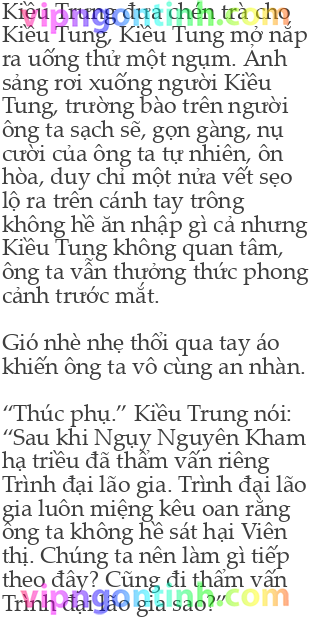 Kiều Trung đưa chén trà cho
vipngontinh.com
Kiều Tung, Kiều Tung mở nắp
ra uống thử một ngụm. Ánh
sảng rơi xuống người Kiều
Tung, trường bào trên người
ông ta sạch sẽ, gọn gàng, nụ
cười của ông ta tự nhiên, ôn
hòa, duy chỉ một nửa vết sẹo
lộ ra trên cánh tay trông
không hề ăn nhập gì cả nhưng
Kiều Tung không quan tâm,
ông ta vẫn thưởng thức phong
cảnh trước mắt.
Gió nhè nhẹ thổi qua tay áo
khiến ông ta vô cùng an nhàn.
“Thúc phụ.” Kiều Trung nói:
“Sau khi Ngụy Nguyên Kham
hạ triều đã thẩm vấn riêng
Trình đại lão gia. Trình đại lão
gia luôn miệng kêu oan rằng
ông ta không hề sát hại Viên
thị. Chúng ta nên làm gì tiếp
theo đây? Cũng đi thẩm vấn
Trình đại lão gia sao?”
vipngontinh.com